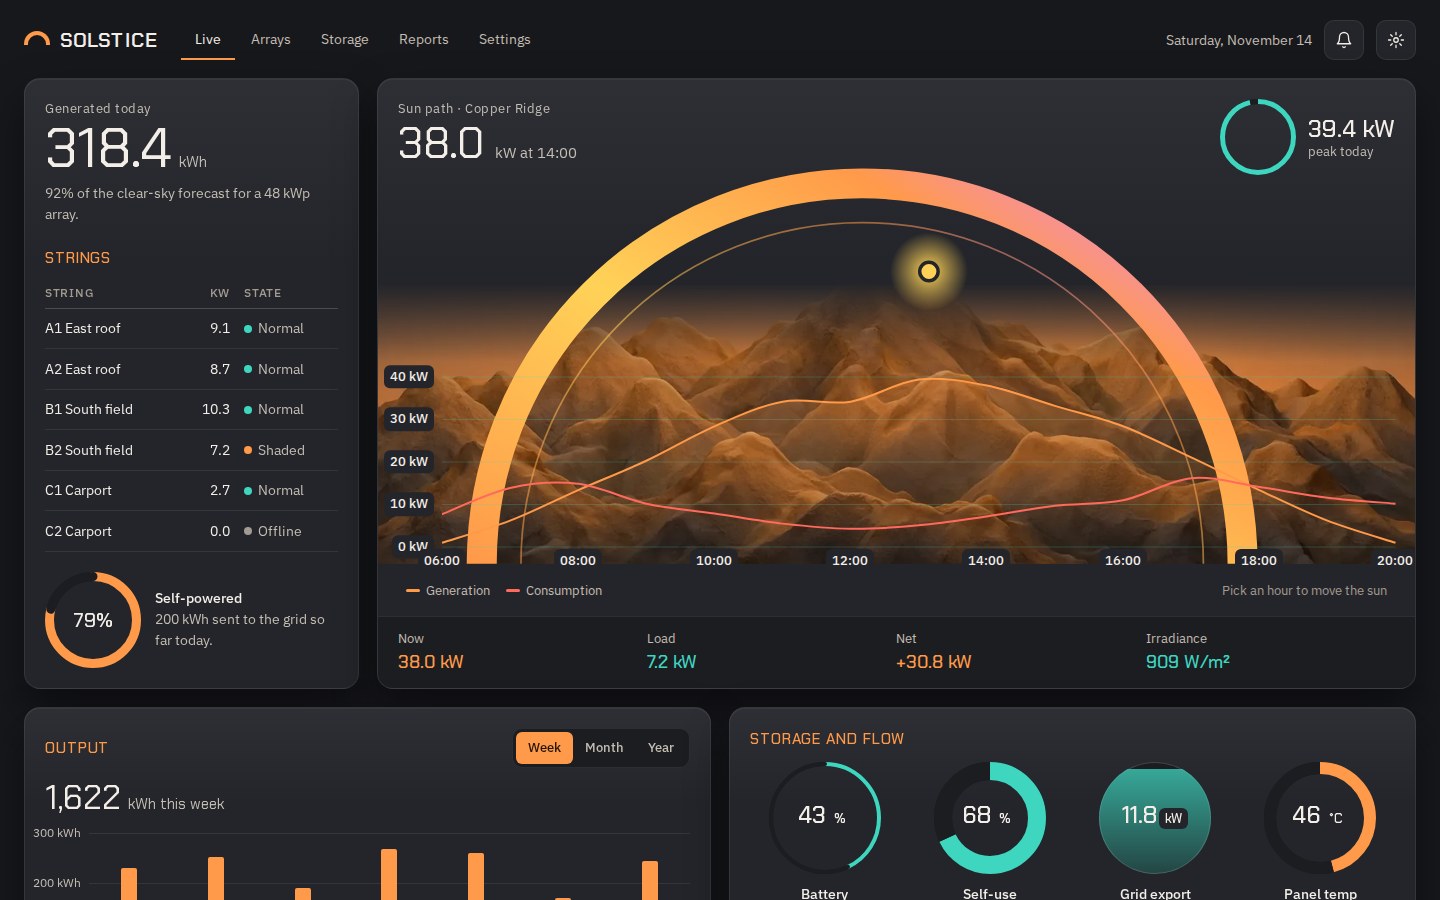 SOLSTICE
Live
Arrays
Storage
Reports
Settings
Saturday, November 14
Generated today
318.4 kWh
92% of the clear-sky forecast for a 48 kWp
array.
STRINGS
STRING KW STATE
A1 East roof 9.1 Normal
A2 East roof 8.7 Normal
B1 South field 10.3 Normal
B2 South field 7.2 Shaded
C1 Carport 2.7 Normal
C2 Carport 0.0 Offline
79%
Self-powered
200 kWh sent to the grid so
far today.
Sun path · Copper Ridge
38.0 kW at 14:00
39.4 kW
peak today
40 kW
30 kW
20 kW
10 kW
0 kW
06:00 08:00 10:00 12:00 14:00 16:00 18:00 20:00
Generation Consumption
Pick an hour to move the sun
Now Load Net Irradiance
38.0 kW 7.2 kW +30.8 kW 909 W/m²
OUTPUT
Week Month Year
1,622 kWh this week
300 kWh
200 kWh
STORAGE AND FLOW
43 % 68 % 11.8 kW 46 °C
Battery Self-use Grid export Panel temp